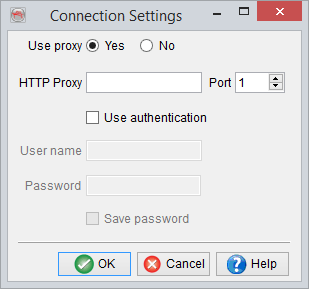 Connection Settings
Use proxy Yes No
HTTP Proxy Port 1
Use authentication
User name
Password
Save password
OK Cancel Help